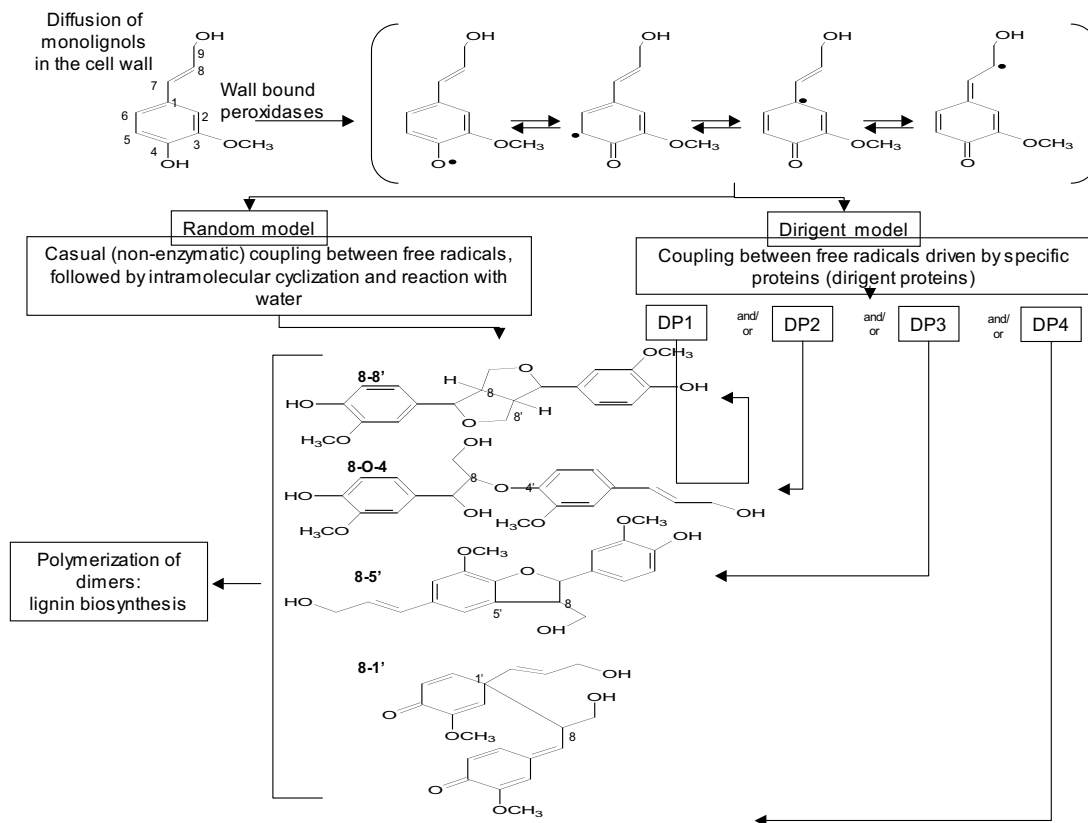 Diffusion of
monolignols
in the cell wall
OH
9
8
7
1
6
2
5
3
4
OCH3
OH
Wall bound
peroxidases
OH
OCH3
O•
OH
•
OCH3
O
OH
•
OCH3
O
OH
•
OCH3
O
Random model
Casual (non-enzymatic) coupling between free radicals,
followed by intramolecular cyclization and reaction with
water
Dirigent model
Coupling between free radicals driven by specific
proteins (dirigent proteins)
DP1
and/
or
DP2
and/
or
DP3
and/
or
DP4
8-8'
HO
H3CO
H
8
O
O
8'
H
OCH3
OH
8-O-4
HO
H3CO
OH
8
OH
O
4'
H3CO
OH
8-5'
HO
OCH3
O
5'
8
OH
OCH3
OH
8-1'
1'
OH
O
OCH3
OH
8
O
OCH3
Polymerization of
dimers:
lignin biosynthesis